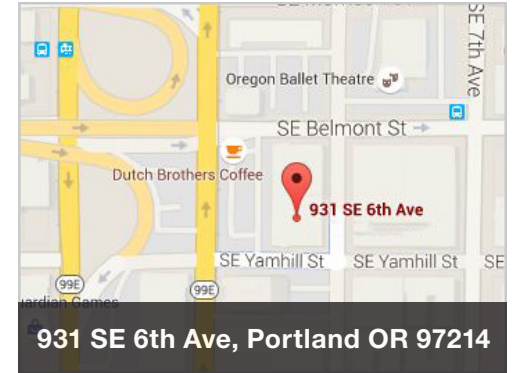 SE 7th Ave
Oregon Ballet Theatre
SE Belmont St
Dutch Brothers Coffee
931 SE 6th Ave
SE Yamhill St SE Yamhill St SE
99E
99E
ardian Games
931 SE 6th Ave, Portland OR 97214